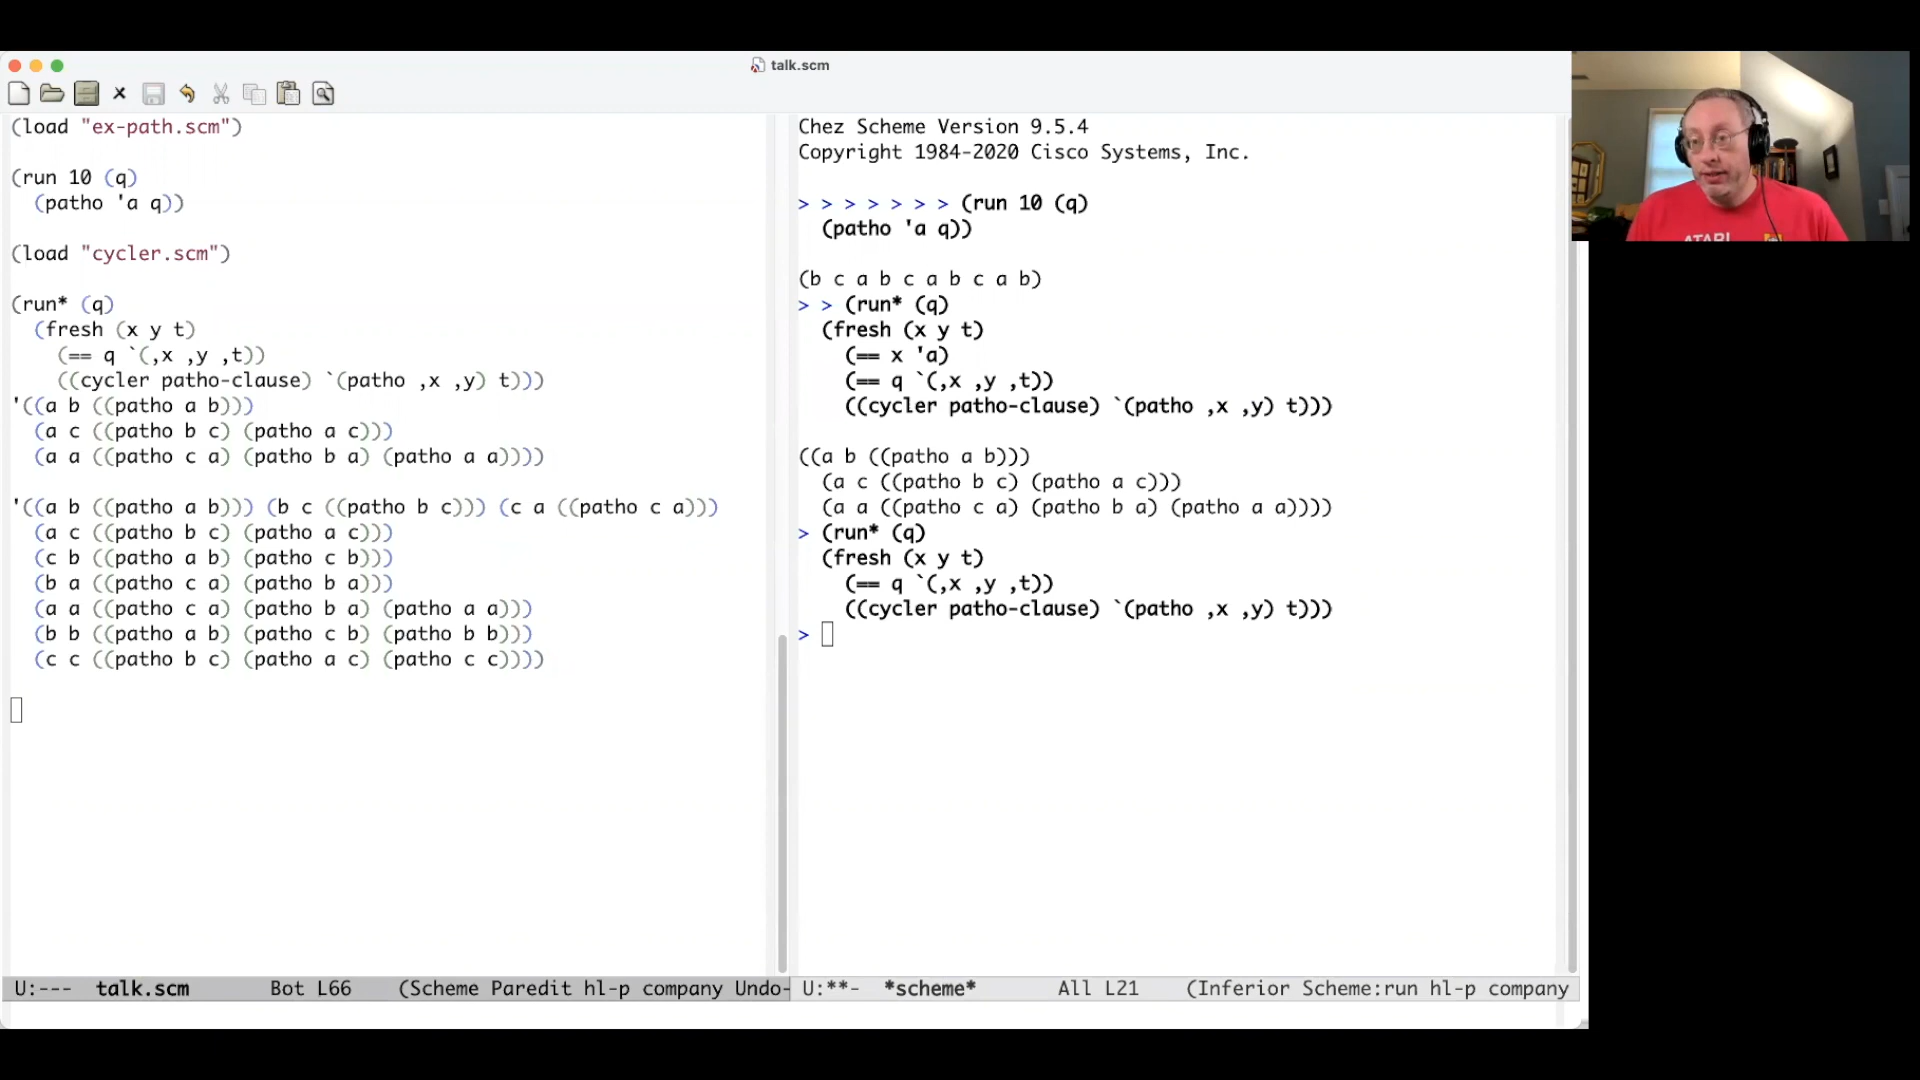 talk.scm
(load "ex-path.scm")
(run 10 (q)
(patho 'a q))
(load "cycler.scm")
(run* (q)
(fresh (x y t)
(== q `(,x ,y ,t))
((cycler patho-clause) `(patho ,x ,y) t)))
'((a b ((patho a b)))
(a c ((patho b c) (patho a c)))
(a a ((patho c a) (patho b a) (patho a a))))
'((a b ((patho a b))) (b c ((patho b c))) (c a ((patho c a)))
(a c ((patho b c) (patho a c)))
(c b ((patho a b) (patho c b)))
(b a ((patho c a) (patho b a)))
(a a ((patho c a) (patho b a) (patho a a)))
(b b ((patho a b) (patho c b) (patho b b)))
(c c ((patho b c) (patho a c) (patho c c))))
U:--- talk.scm Bot L66 (Scheme Paredit hl-p company Undo-
Chez Scheme Version 9.5.4
Copyright 1984-2020 Cisco Systems, Inc.
> > > > > > > (run 10 (q)
(patho 'a q))
(b c a b c a b c a b)
> > (run* (q)
(fresh (x y t)
(== x 'a)
(== q `(,x ,y ,t))
((cycler patho-clause) `(patho ,x ,y) t)))
((a b ((patho a b)))
(a c ((patho b c) (patho a c)))
(a a ((patho c a) (patho b a) (patho a a))))
> (run* (q)
(fresh (x y t)
(== q `(,x ,y ,t))
((cycler patho-clause) `(patho ,x ,y) t)))
>
U:**- *scheme* All L21 (Inferior Scheme:run hl-p company
ATARI